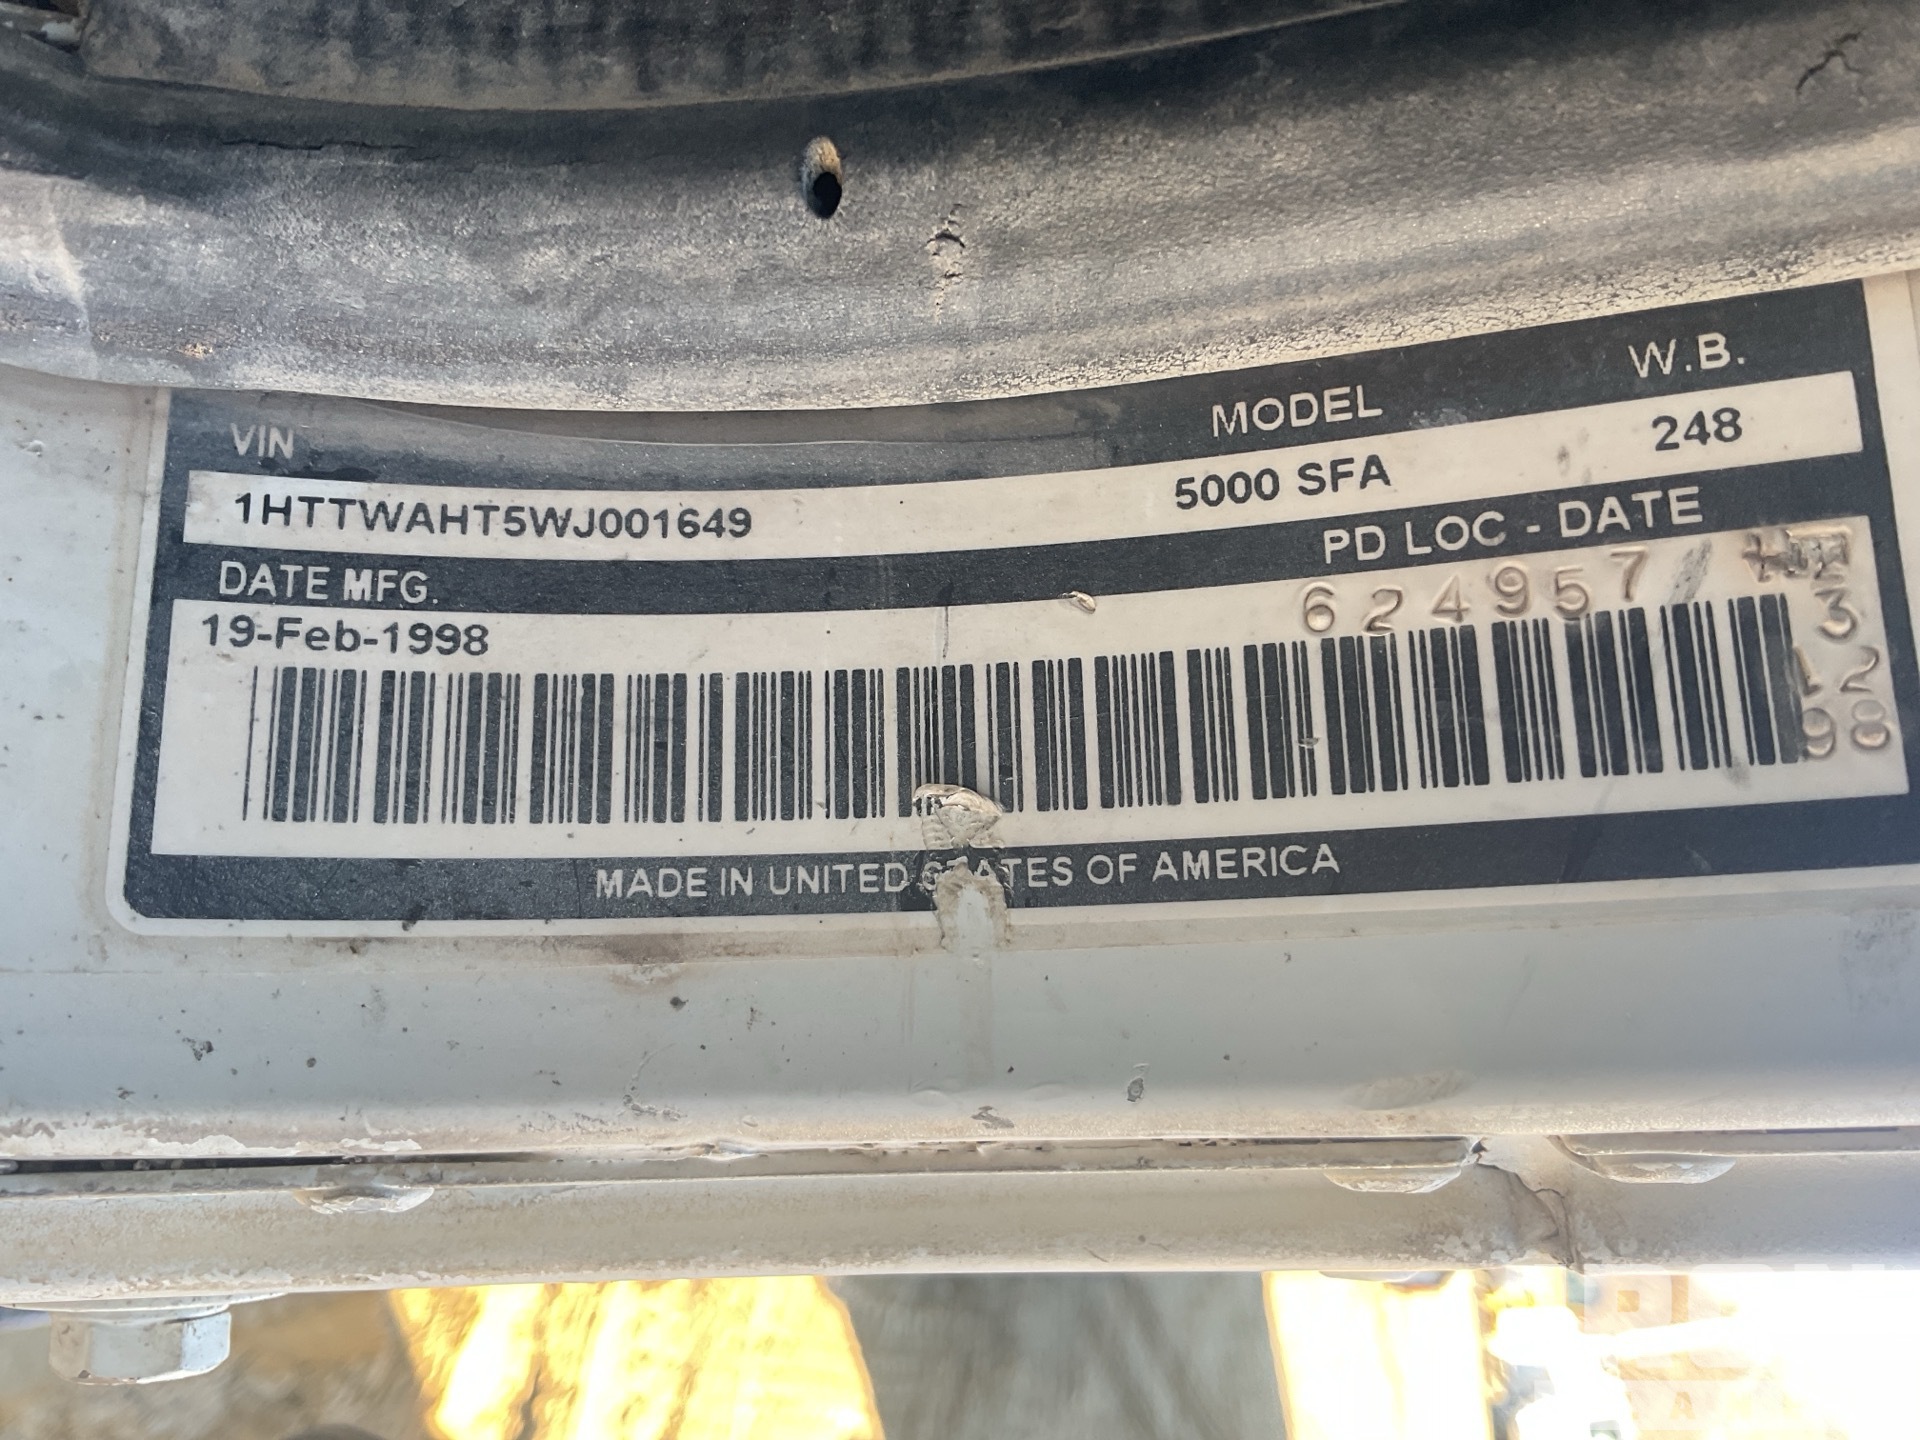 VIN MODEL W.B.
1HTTWAHT5WJ001649 5000 SFA 248
DATE MFG. PD LOC - DATE
19-Feb-1998 624957
3
12
98
MADE IN UNITED STATES OF AMERICA